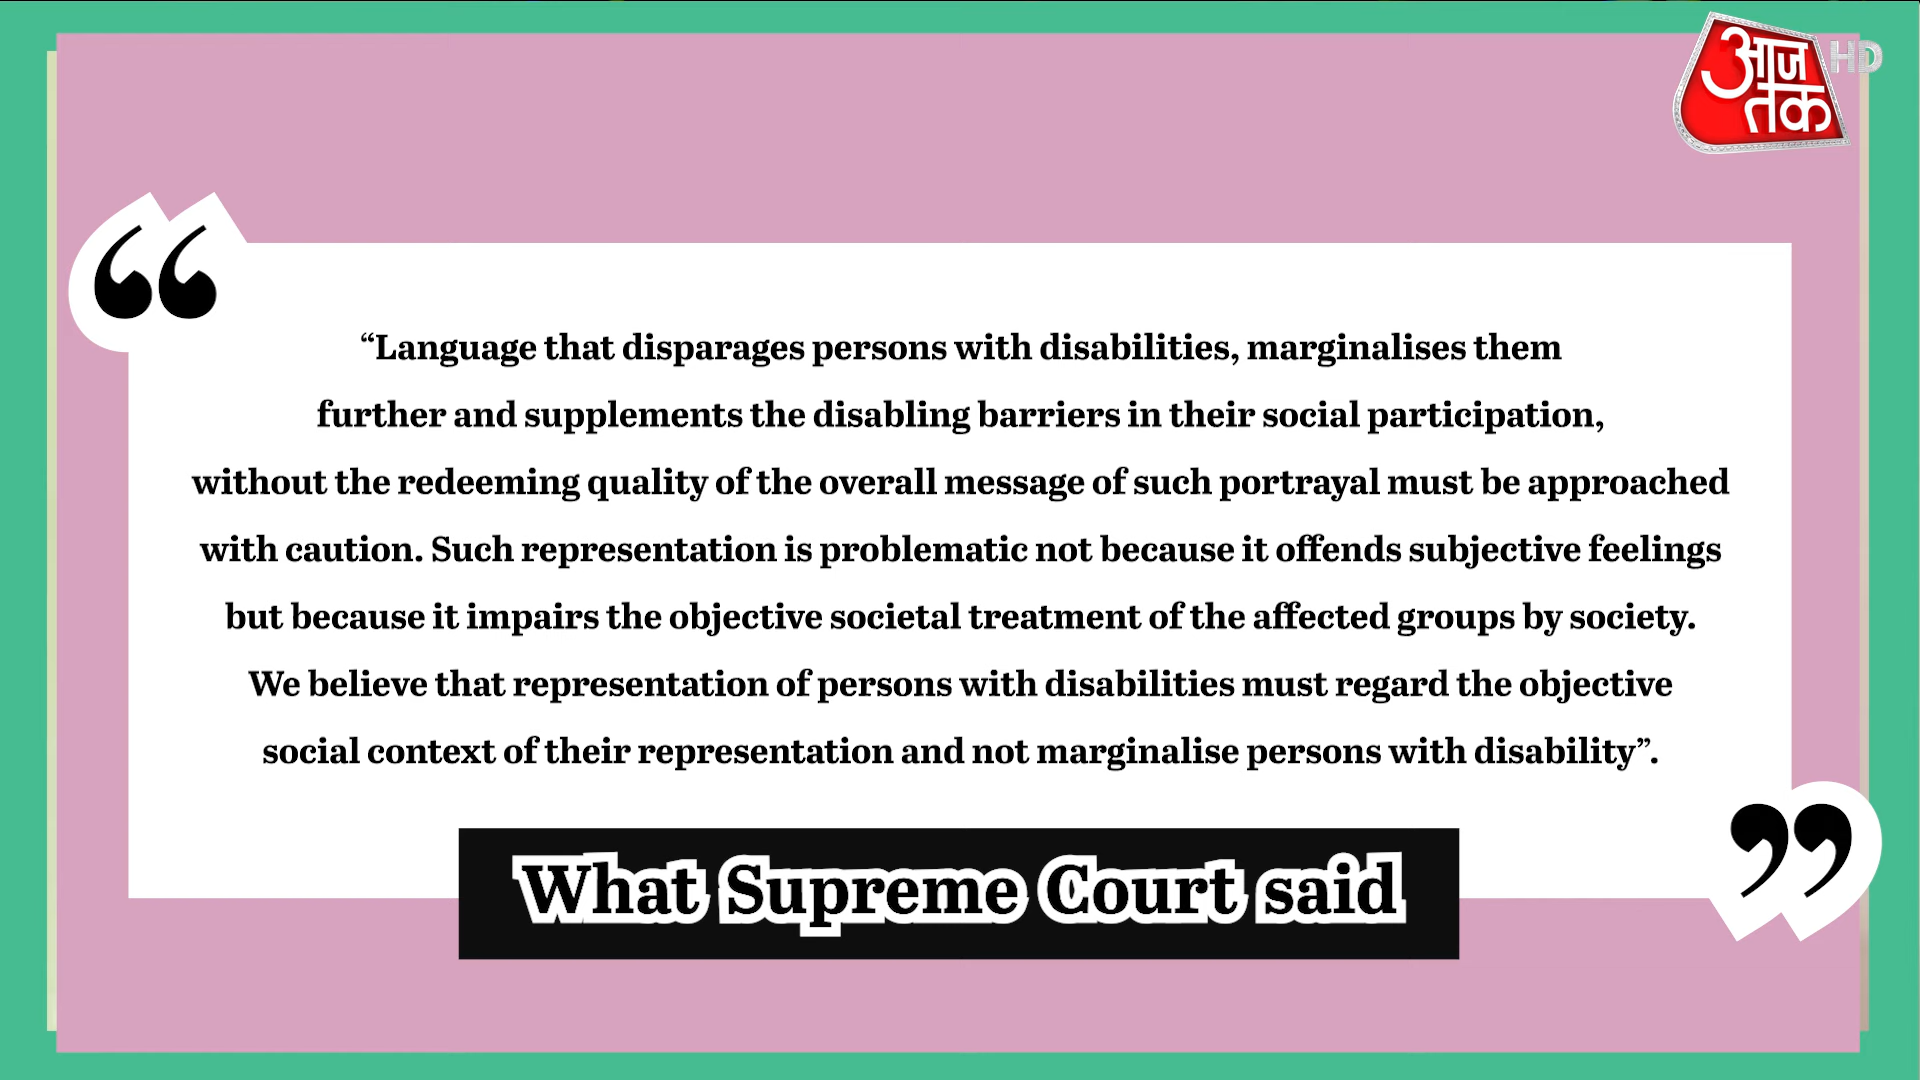 आज
तक
HD
“Language that disparages persons with disabilities, marginalises them
further and supplements the disabling barriers in their social participation,
without the redeeming quality of the overall message of such portrayal must be approached
with caution. Such representation is problematic not because it offends subjective feelings
but because it impairs the objective societal treatment of the affected groups by society.
We believe that representation of persons with disabilities must regard the objective
social context of their representation and not marginalise persons with disability”.
What Supreme Court said